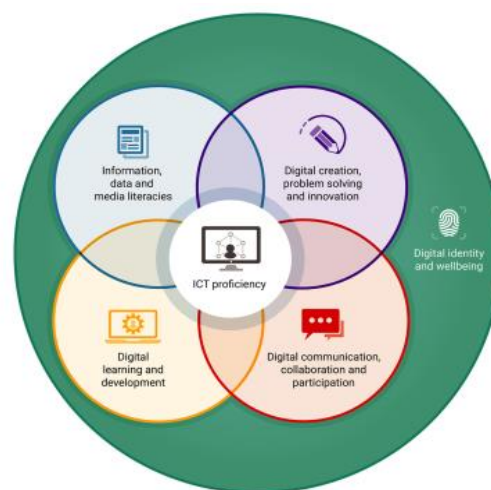 Information,
data and
media literacies
Digital creation,
problem solving
and innovation
ICT proficiency
Digital identity
and wellbeing
Digital
learning and
development
Digital communication,
collaboration and
participation